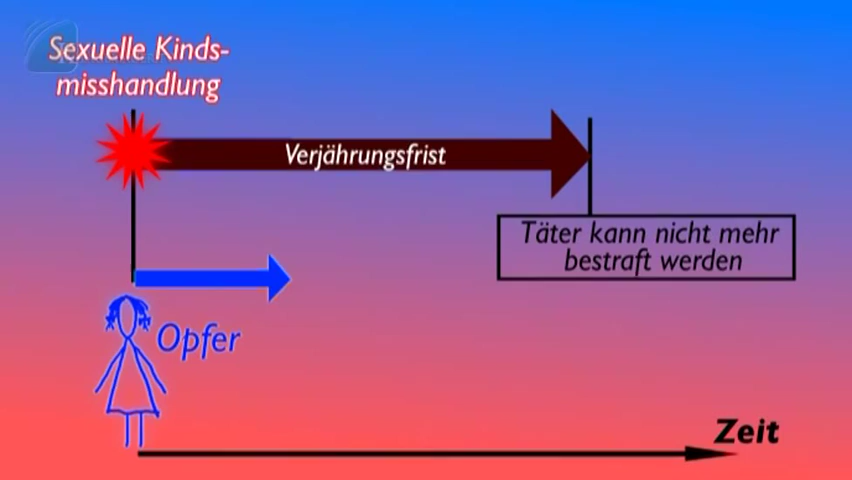 Sexuelle Kinds-
misshandlung
Verjährungsfrist
Täter kann nicht mehr
bestraft werden
Opfer
Zeit